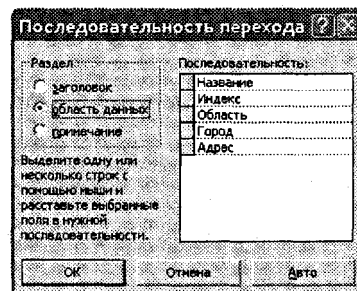 Последовательность перехода
Раздел
заголовок
область данных
примечание
Выделите одну или
несколько строк с
помощью мыши и
расставьте выбранные
поля в нужной
последовательности.
Последовательность:
Название
Индекс
Область
Город
Адрес
ОК
Отмена
Авто